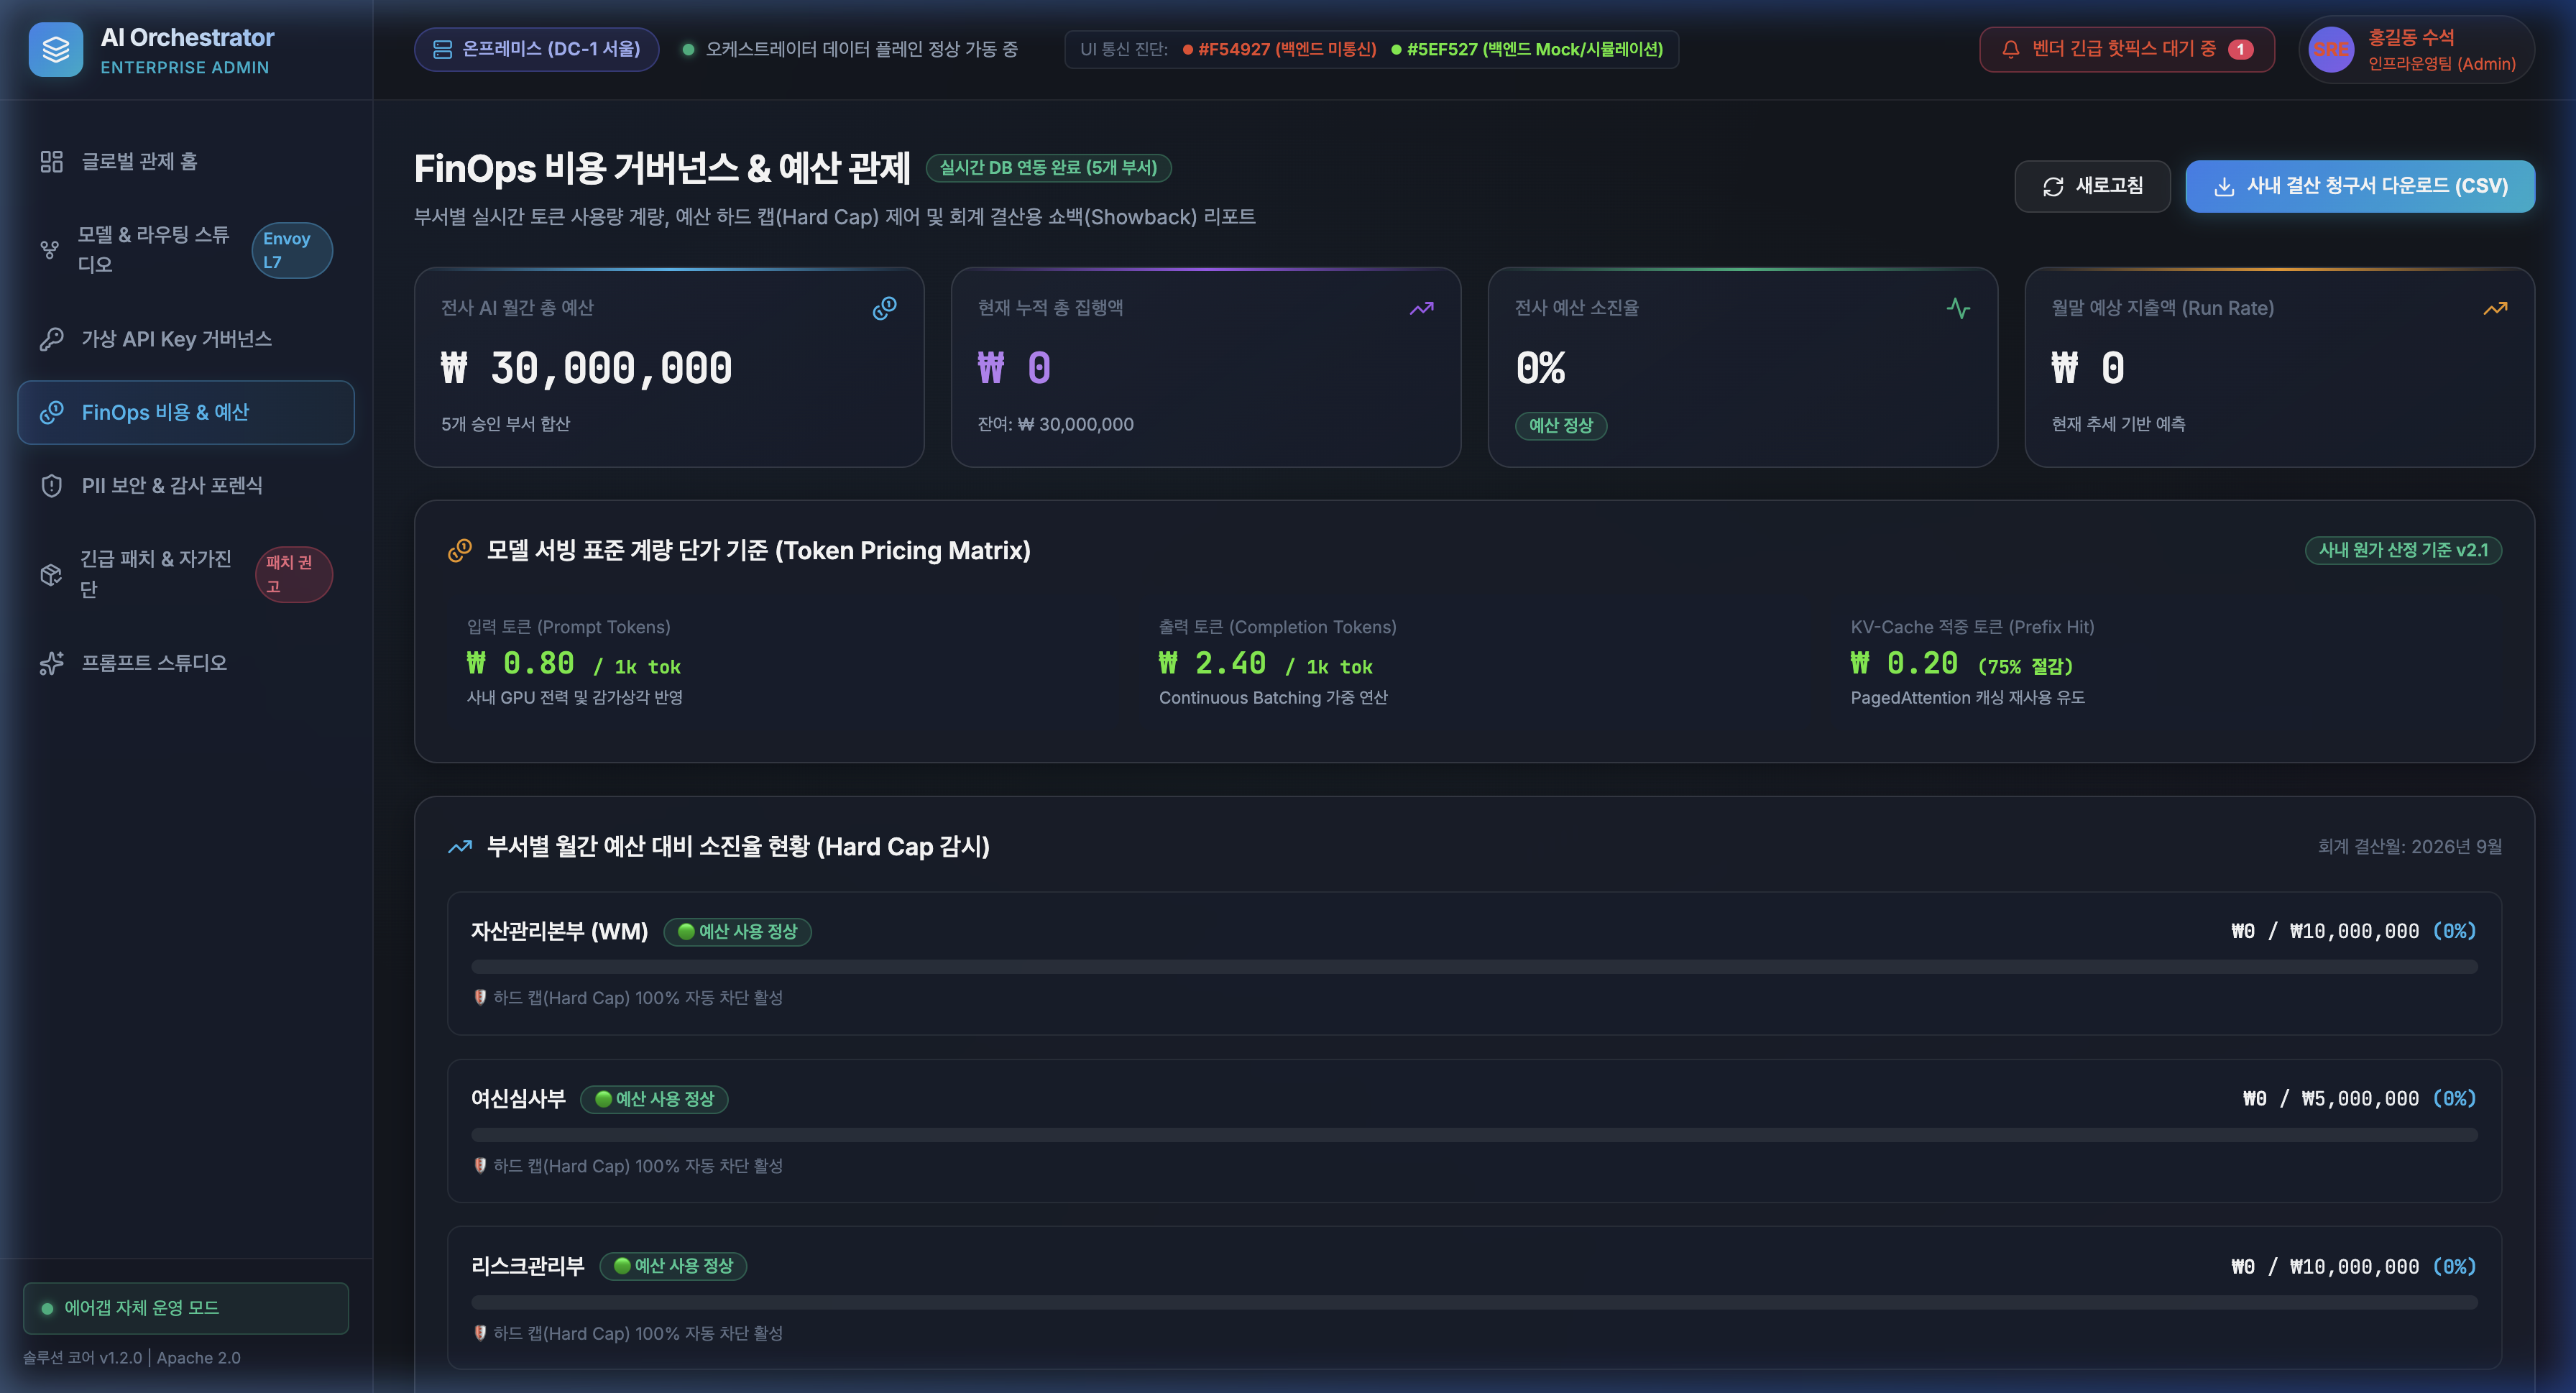 AI Orchestrator
ENTERPRISE ADMIN
온프레미스 (DC-1 서울)
오케스트레이터 데이터 플레인 정상 가동 중
UI 통신 진단: #F54927 (백엔드 미통신) #5EF527 (백엔드 Mock/시뮬레이션)
벤더 긴급 핫픽스 대기 중 1
SRE
홍길동 수석
인프라운영팀 (Admin)
글로벌 관제 홈
모델 & 라우팅 스튜
디오
Envoy
L7
가상 API Key 거버넌스
FinOps 비용 & 예산
PII 보안 & 감사 포렌식
긴급 패치 & 자가진
단
패치 권
고
프롬프트 스튜디오
에어갭 자체 운영 모드
솔루션 코어 v1.2.0 | Apache 2.0
FinOps 비용 거버넌스 & 예산 관제
실시간 DB 연동 완료 (5개 부서)
부서별 실시간 토큰 사용량 계량, 예산 하드 캡(Hard Cap) 제어 및 회계 결산용 쇼백(Showback) 리포트
새로고침
사내 결산 청구서 다운로드 (CSV)
전사 AI 월간 총 예산
₩ 30,000,000
5개 승인 부서 합산
현재 누적 총 집행액
₩ 0
잔여: ₩ 30,000,000
전사 예산 소진율
0%
예산 정상
월말 예상 지출액 (Run Rate)
₩ 0
현재 추세 기반 예측
모델 서빙 표준 계량 단가 기준 (Token Pricing Matrix)
사내 원가 산정 기준 v2.1
입력 토큰 (Prompt Tokens)
₩ 0.80 / 1k tok
사내 GPU 전력 및 감가상각 반영
출력 토큰 (Completion Tokens)
₩ 2.40 / 1k tok
Continuous Batching 가중 연산
KV-Cache 적중 토큰 (Prefix Hit)
₩ 0.20 (75% 절감)
PagedAttention 캐싱 재사용 유도
부서별 월간 예산 대비 소진율 현황 (Hard Cap 감시)
회계 결산월: 2026년 9월
자산관리본부 (WM)
예산 사용 정상
₩0 / ₩10,000,000 (0%)
하드 캡(Hard Cap) 100% 자동 차단 활성
여신심사부
예산 사용 정상
₩0 / ₩5,000,000 (0%)
하드 캡(Hard Cap) 100% 자동 차단 활성
리스크관리부
예산 사용 정상
₩0 / ₩10,000,000 (0%)
하드 캡(Hard Cap) 100% 자동 차단 활성